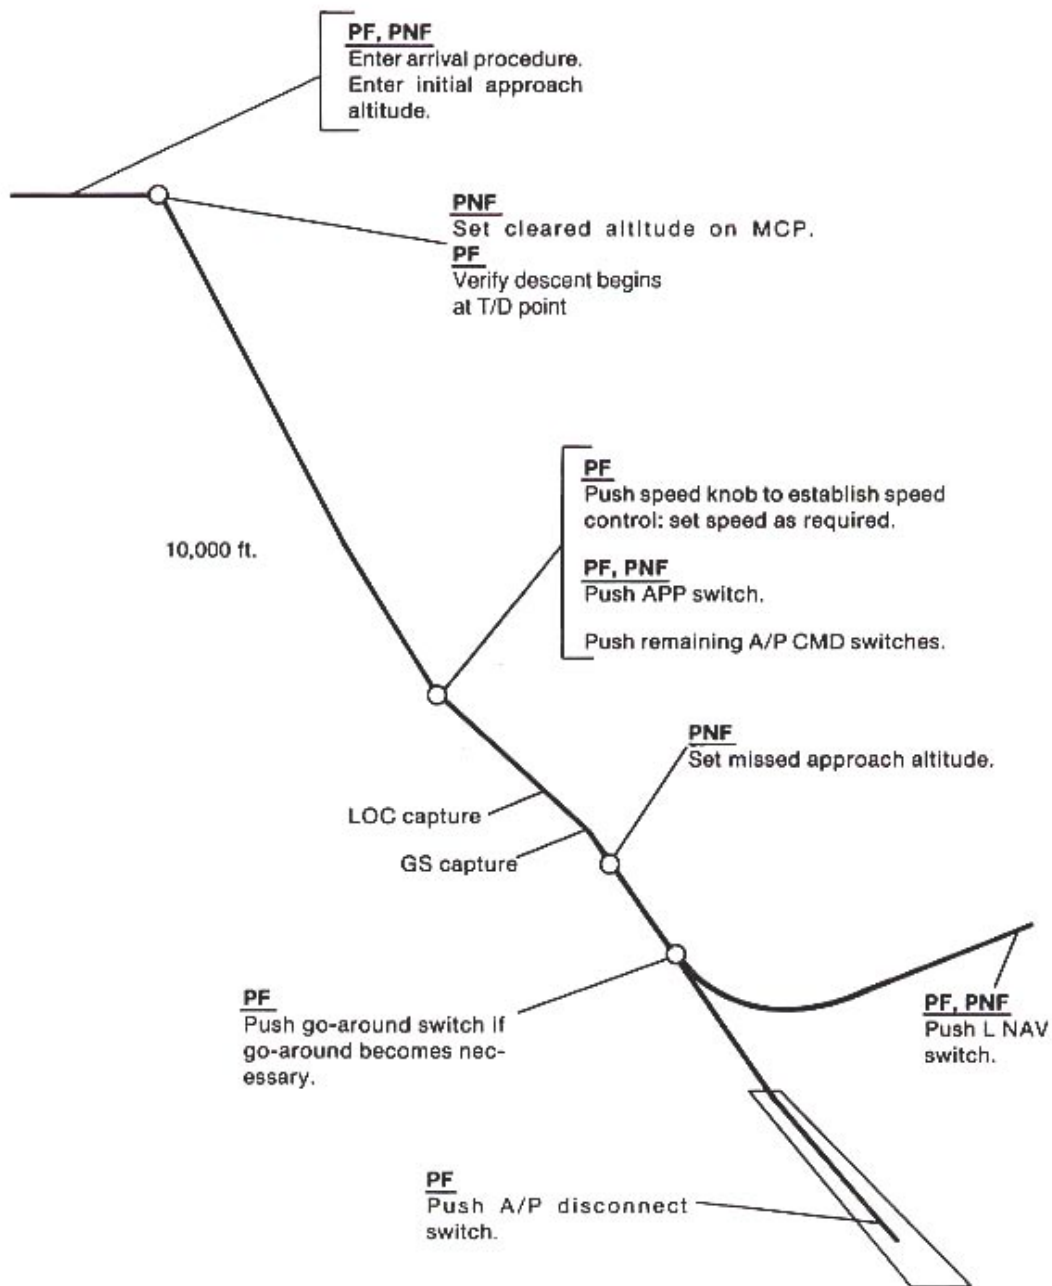 PF, PNF
Enter arrival procedure.
Enter initial approach
altitude.
PNF
Set cleared altitude on MCP.
PF
Verify descent begins
at T/D point
PF
Push speed knob to establish speed
control: set speed as required.
10,000 ft.
PF, PNF
Push APP switch.
Push remaining A/P CMD switches.
PNF
Set missed approach altitude.
LOC capture
GS capture
PF
Push go-around switch if
go-around becomes nec-
essary.
PF, PNF
Push L NAV
switch.
PF
Push A/P disconnect
switch.